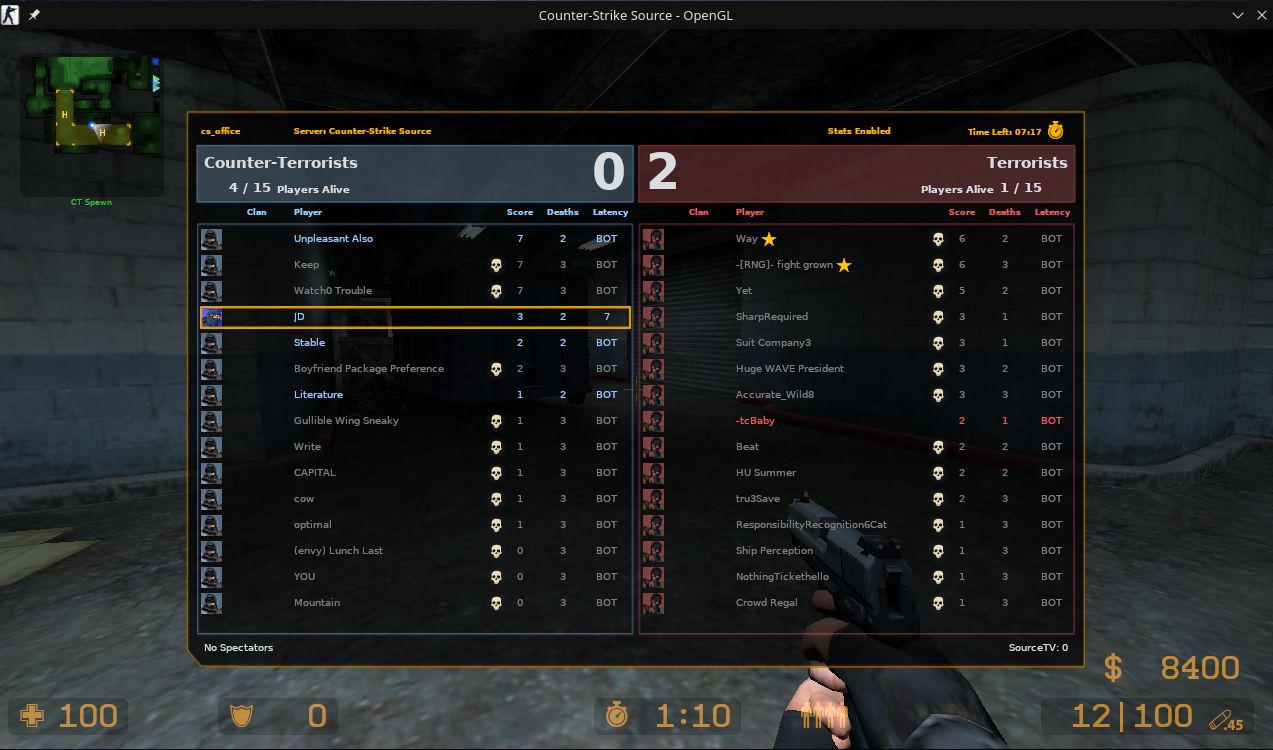 Counter-Strike Source - OpenGL
H
H
CT Spawn
cs_office Server: Counter-Strike Source Stats Enabled Time Left: 07:17
Counter-Terrorists 0 2 Terrorists
4 / 15 Players Alive Players Alive 1 / 15
Clan Player Score Deaths Latency Clan Player Score Deaths Latency
Unpleasant Also 7 2 BOT Way 6 2 BOT
Keep 7 3 BOT -[RNG]- fight grown 6 3 BOT
Watch0 Trouble 7 3 BOT Yet 5 2 BOT
JD 3 2 7 SharpRequired 3 1 BOT
Stable 2 2 BOT Suit Company3 3 1 BOT
Boyfriend Package Preference 2 3 BOT Huge WAVE President 3 2 BOT
Literature 1 2 BOT Accurate_Wild8 3 3 BOT
Gullible Wing Sneaky 1 3 BOT -tcBaby 2 1 BOT
Write 1 3 BOT Beat 2 2 BOT
CAPITAL 1 3 BOT HU Summer 2 2 BOT
cow 1 3 BOT tru3Save 2 3 BOT
optimal 1 3 BOT ResponsibilityRecognition6Cat 1 3 BOT
(envy) Lunch Last 0 3 BOT Ship Perception 1 3 BOT
YOU 0 3 BOT NothingTickethello 1 3 BOT
Mountain 0 3 BOT Crowd Regal 1 3 BOT
No Spectators SourceTV: 0
$ 8400
100 0 1:10 12|100 .45